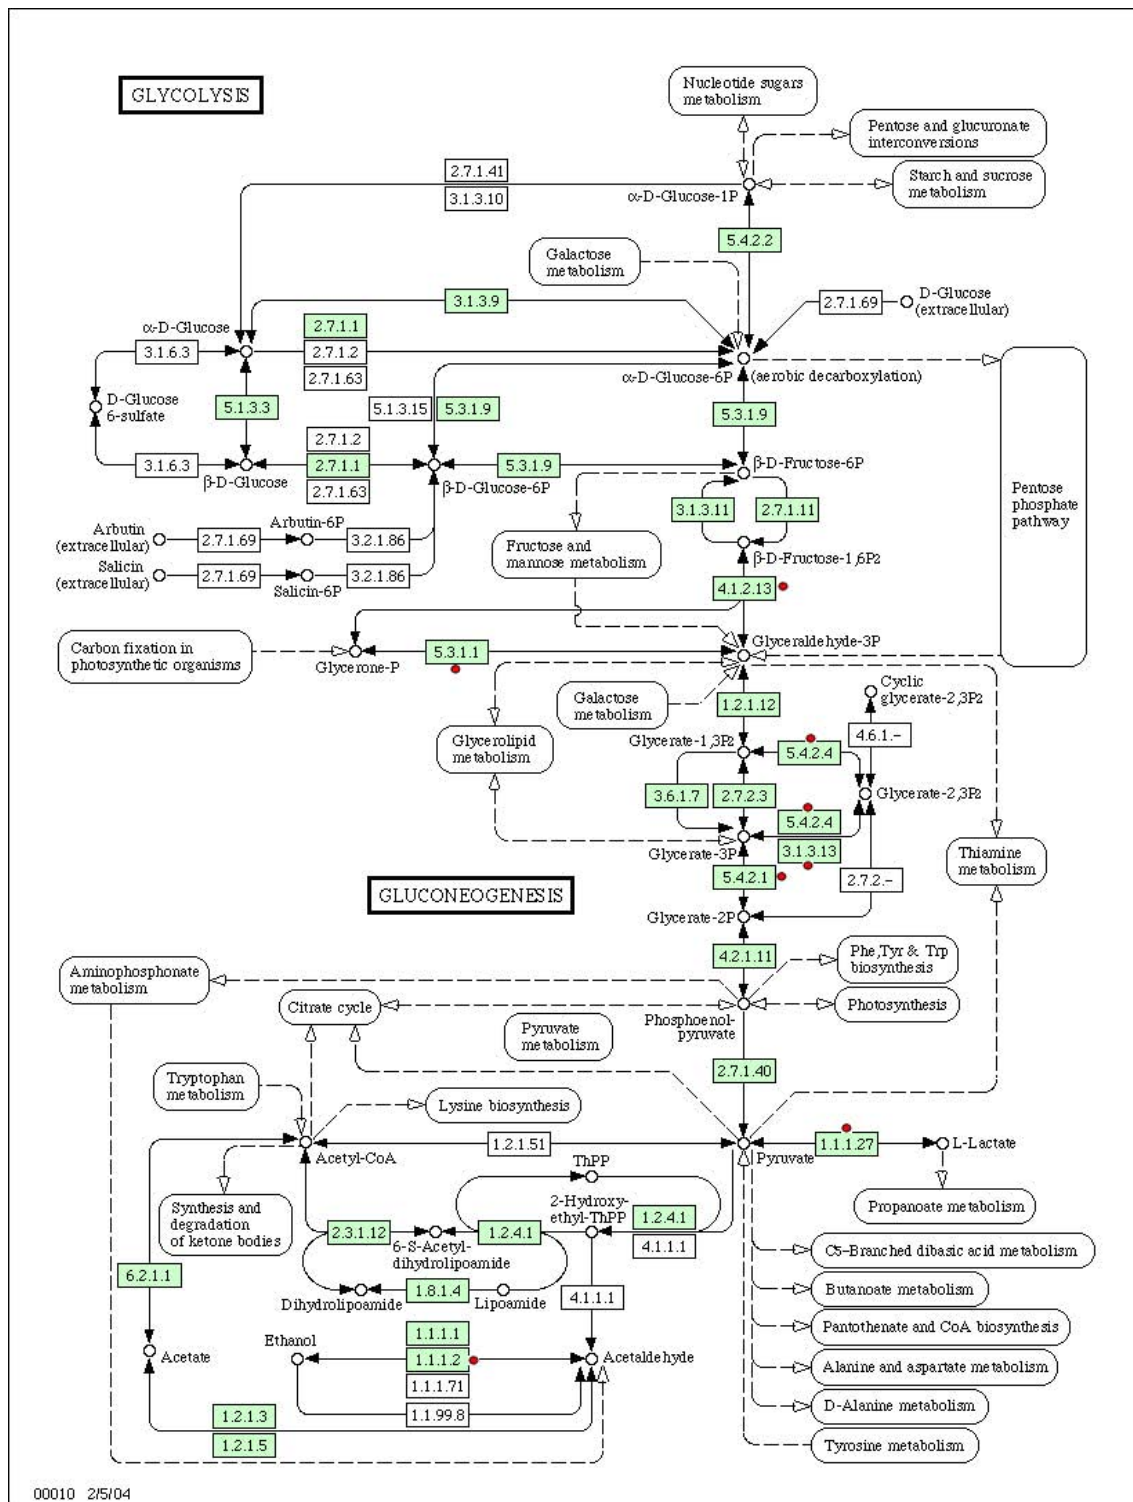 GLYCOLYSIS
Nucleotide sugars
metabolism
Pentose and glucuronate
interconversions
Starch and sucrose
metabolism
2.7.1.41
3.1.3.10
α-D-Glucose-1P
5.4.2.2
Galactose
metabolism
3.1.3.9
2.7.1.69
D-Glucose
(extracellular)
α-D-Glucose
2.7.1.1
2.7.1.2
2.7.1.63
3.1.6.3
α-D-Glucose-6P
(aerobic decarboxylation)
D-Glucose
6-sulfate
5.1.3.3
5.1.3.15
5.3.1.9
5.3.1.9
3.1.6.3
β-D-Glucose
2.7.1.2
2.7.1.1
2.7.1.63
β-D-Glucose-6P
5.3.1.9
β-D-Fructose-6P
Pentose
phosphate
pathway
3.1.3.11
2.7.1.11
Arbutin
(extracellular)
2.7.1.69
Arbutin-6P
3.2.1.86
Fructose and
mannose metabolism
β-D-Fructose-1,6P2
Salicin
(extracellular)
2.7.1.69
Salicin-6P
3.2.1.86
4.1.2.13
Carbon fixation in
photosynthetic organisms
Glycerone-P
5.3.1.1
Glyceraldehyde-3P
Galactose
metabolism
1.2.1.12
Cyclic
glycerate-2,3P2
Glycerolipid
metabolism
Glycerate-1,3P2
5.4.2.4
4.6.1.-
3.6.1.7
2.7.2.3
Glycerate-2,3P2
5.4.2.4
3.1.3.13
Glycerate-3P
Thiamine
metabolism
5.4.2.1
2.7.2.-
GLUCONEOGENESIS
Glycerate-2P
4.2.1.11
Phe,Tyr & Trp
biosynthesis
Aminophosphonate
metabolism
Citrate cycle
Phosphoenol-
pyruvate
Photosynthesis
Pyruvate
metabolism
2.7.1.40
Tryptophan
metabolism
Lysine biosynthesis
Acetyl-CoA
1.2.1.51
Pyruvate
1.1.1.27
L-Lactate
ThPP
Propanoate metabolism
Synthesis and
degradation
of ketone bodies
2.3.1.12
6-S-Acetyl-
dihydrolipoamide
1.2.4.1
2-Hydroxy-
ethyl-ThPP
1.2.4.1
4.1.1.1
C5-Branched dibasic acid metabolism
6.2.1.1
Dihydrolipoamide
1.8.1.4
Lipoamide
4.1.1.1
Butanoate metabolism
Pantothenate and CoA biosynthesis
Ethanol
1.1.1.1
1.1.1.2
1.1.1.71
1.1.99.8
Acetate
Acetaldehyde
Alanine and aspartate metabolism
D-Alanine metabolism
1.2.1.3
1.2.1.5
Tyrosine metabolism
00010 2/5/04